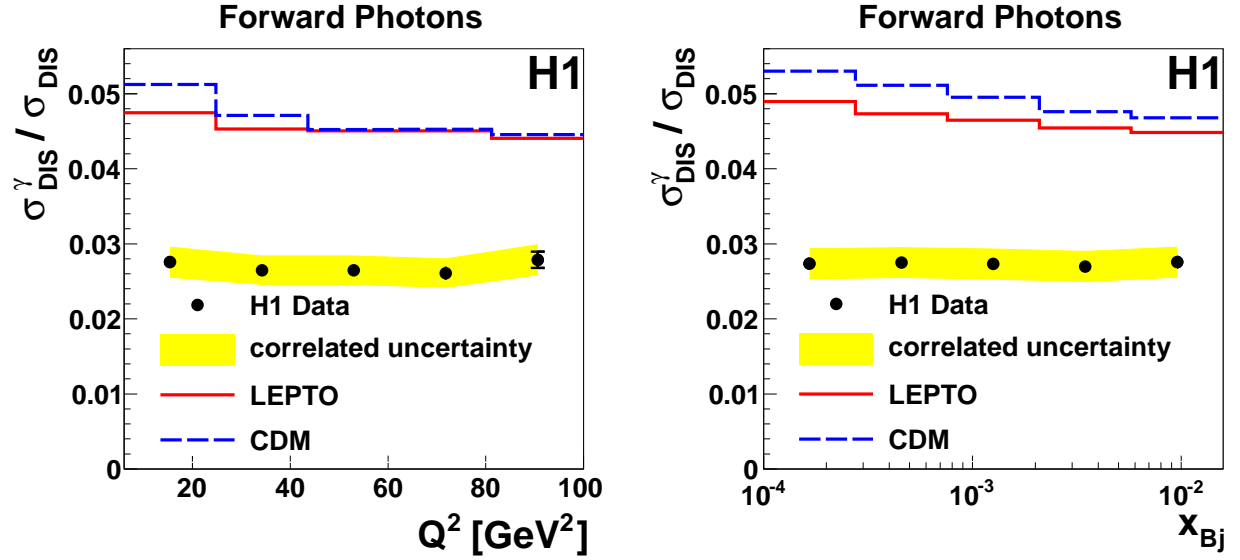 Forward Photons
H1
σ^γ_DIS / σ_DIS
0.05
0.04
0.03
0.02
0.01
0
H1 Data
correlated uncertainty
LEPTO
CDM
20 40 60 80 100
Q² [GeV²]
Forward Photons
H1
σ^γ_DIS / σ_DIS
0.05
0.04
0.03
0.02
0.01
0
H1 Data
correlated uncertainty
LEPTO
CDM
10⁻⁴ 10⁻³ 10⁻²
x_Bj